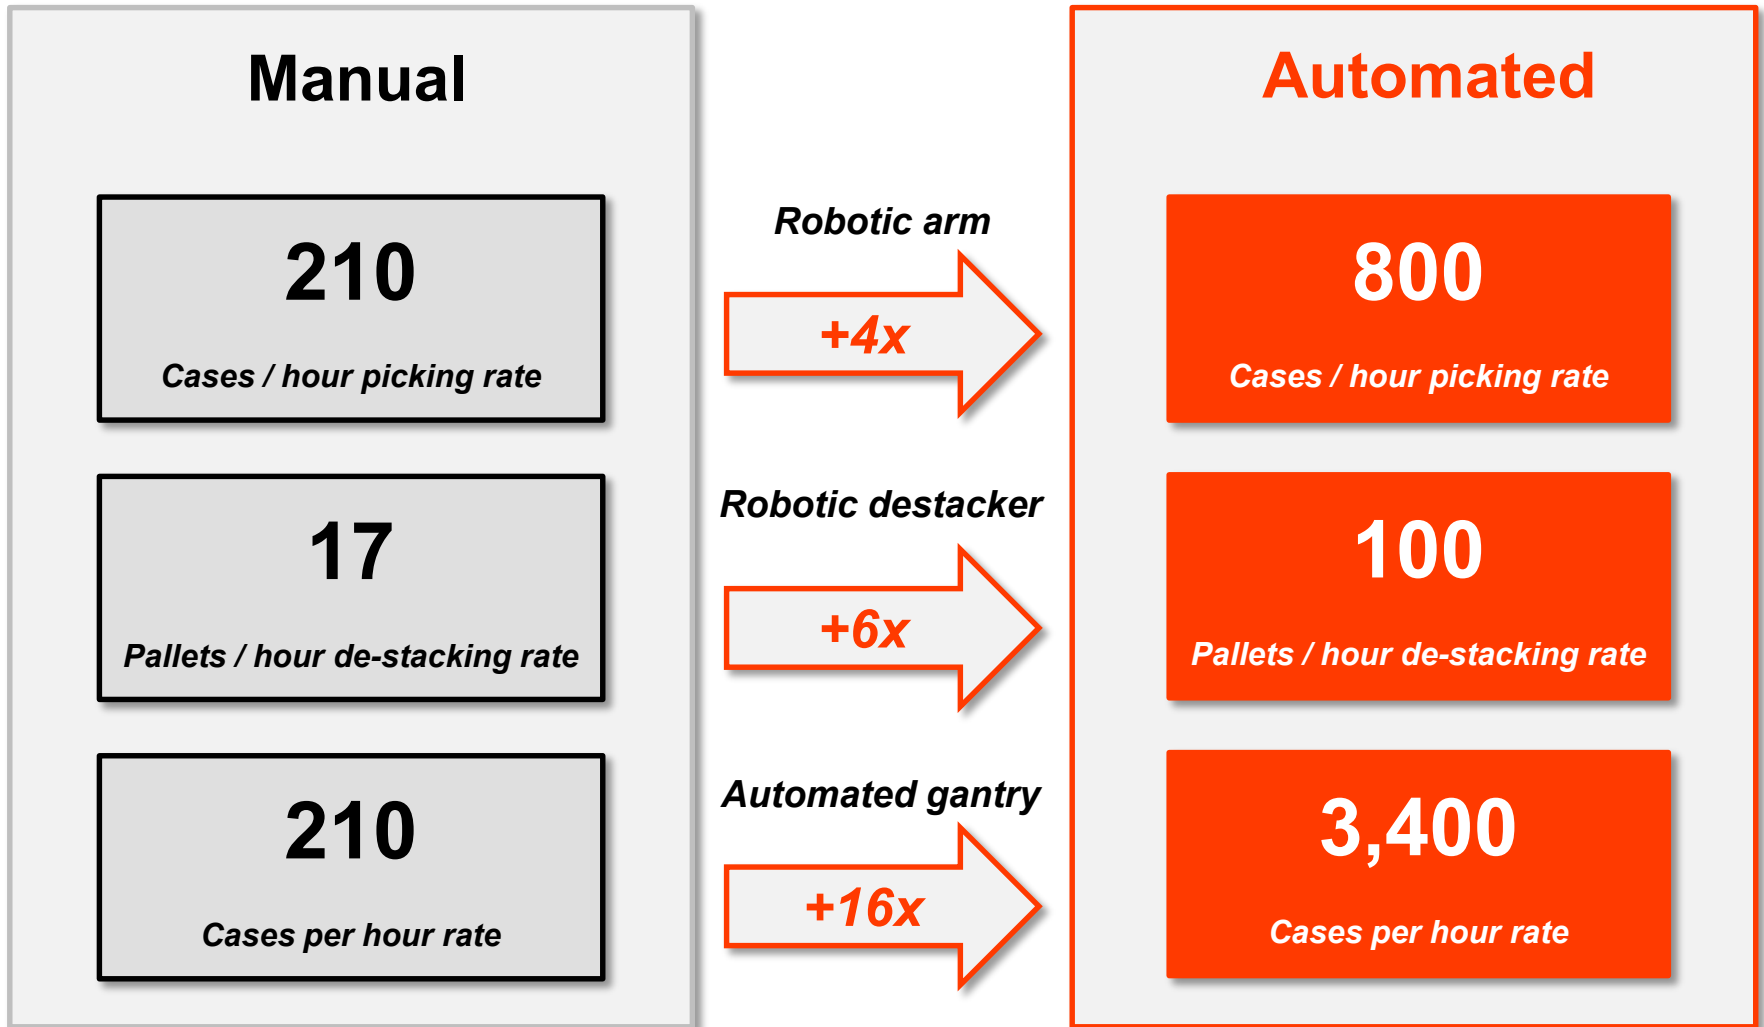 Manual
210
Cases / hour picking rate
17
Pallets / hour de-stacking rate
210
Cases per hour rate
Robotic arm
+4x
Robotic destacker
+6x
Automated gantry
+16x
Automated
800
Cases / hour picking rate
100
Pallets / hour de-stacking rate
3,400
Cases per hour rate